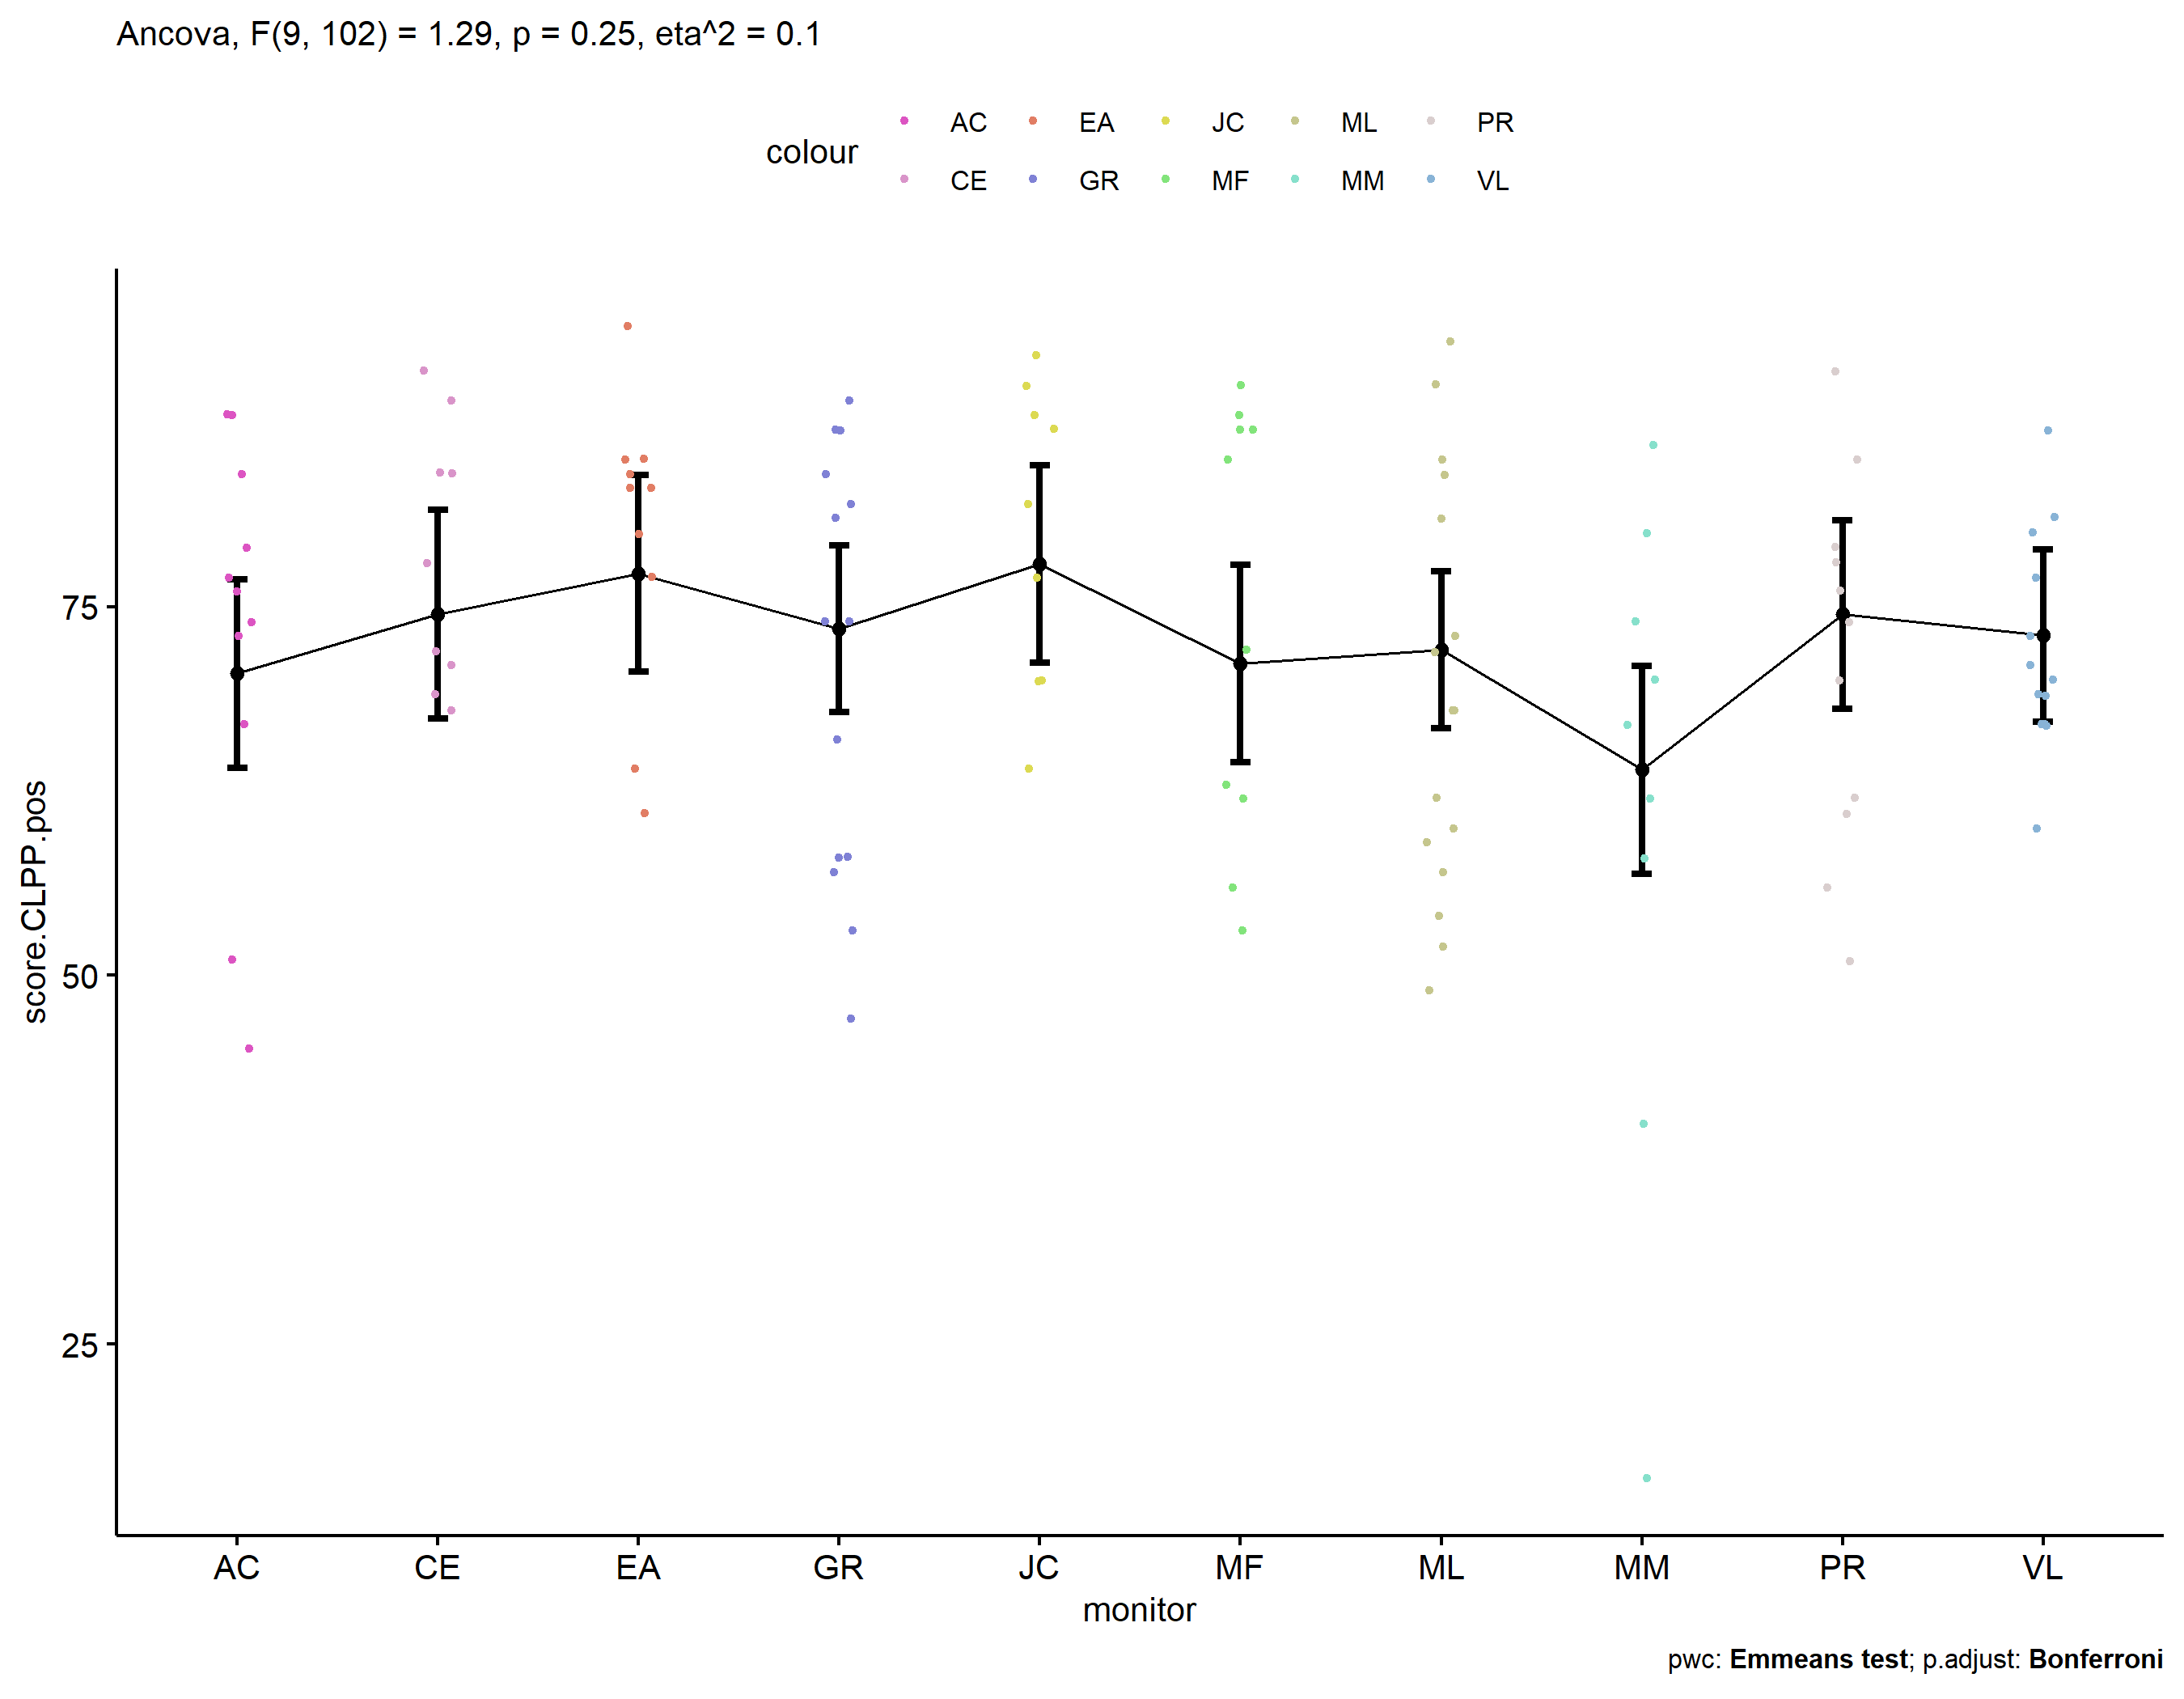 Ancova, F(9, 102) = 1.29, p = 0.25, eta^2 = 0.1
colour
AC EA JC ML PR
CE GR MF MM VL
score.CLPP.pos
75
50
25
AC CE EA GR JC MF ML MM PR VL
monitor
pwc: Emmeans test; p.adjust: Bonferroni